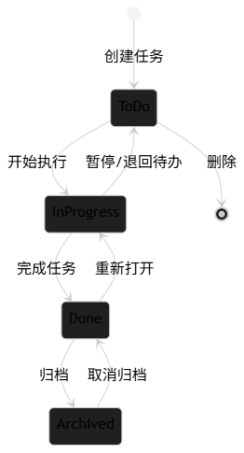 创建任务
ToDo
开始执行
暂停/退回待办
删除
InProgress
完成任务
重新打开
Done
归档
取消归档
Archived